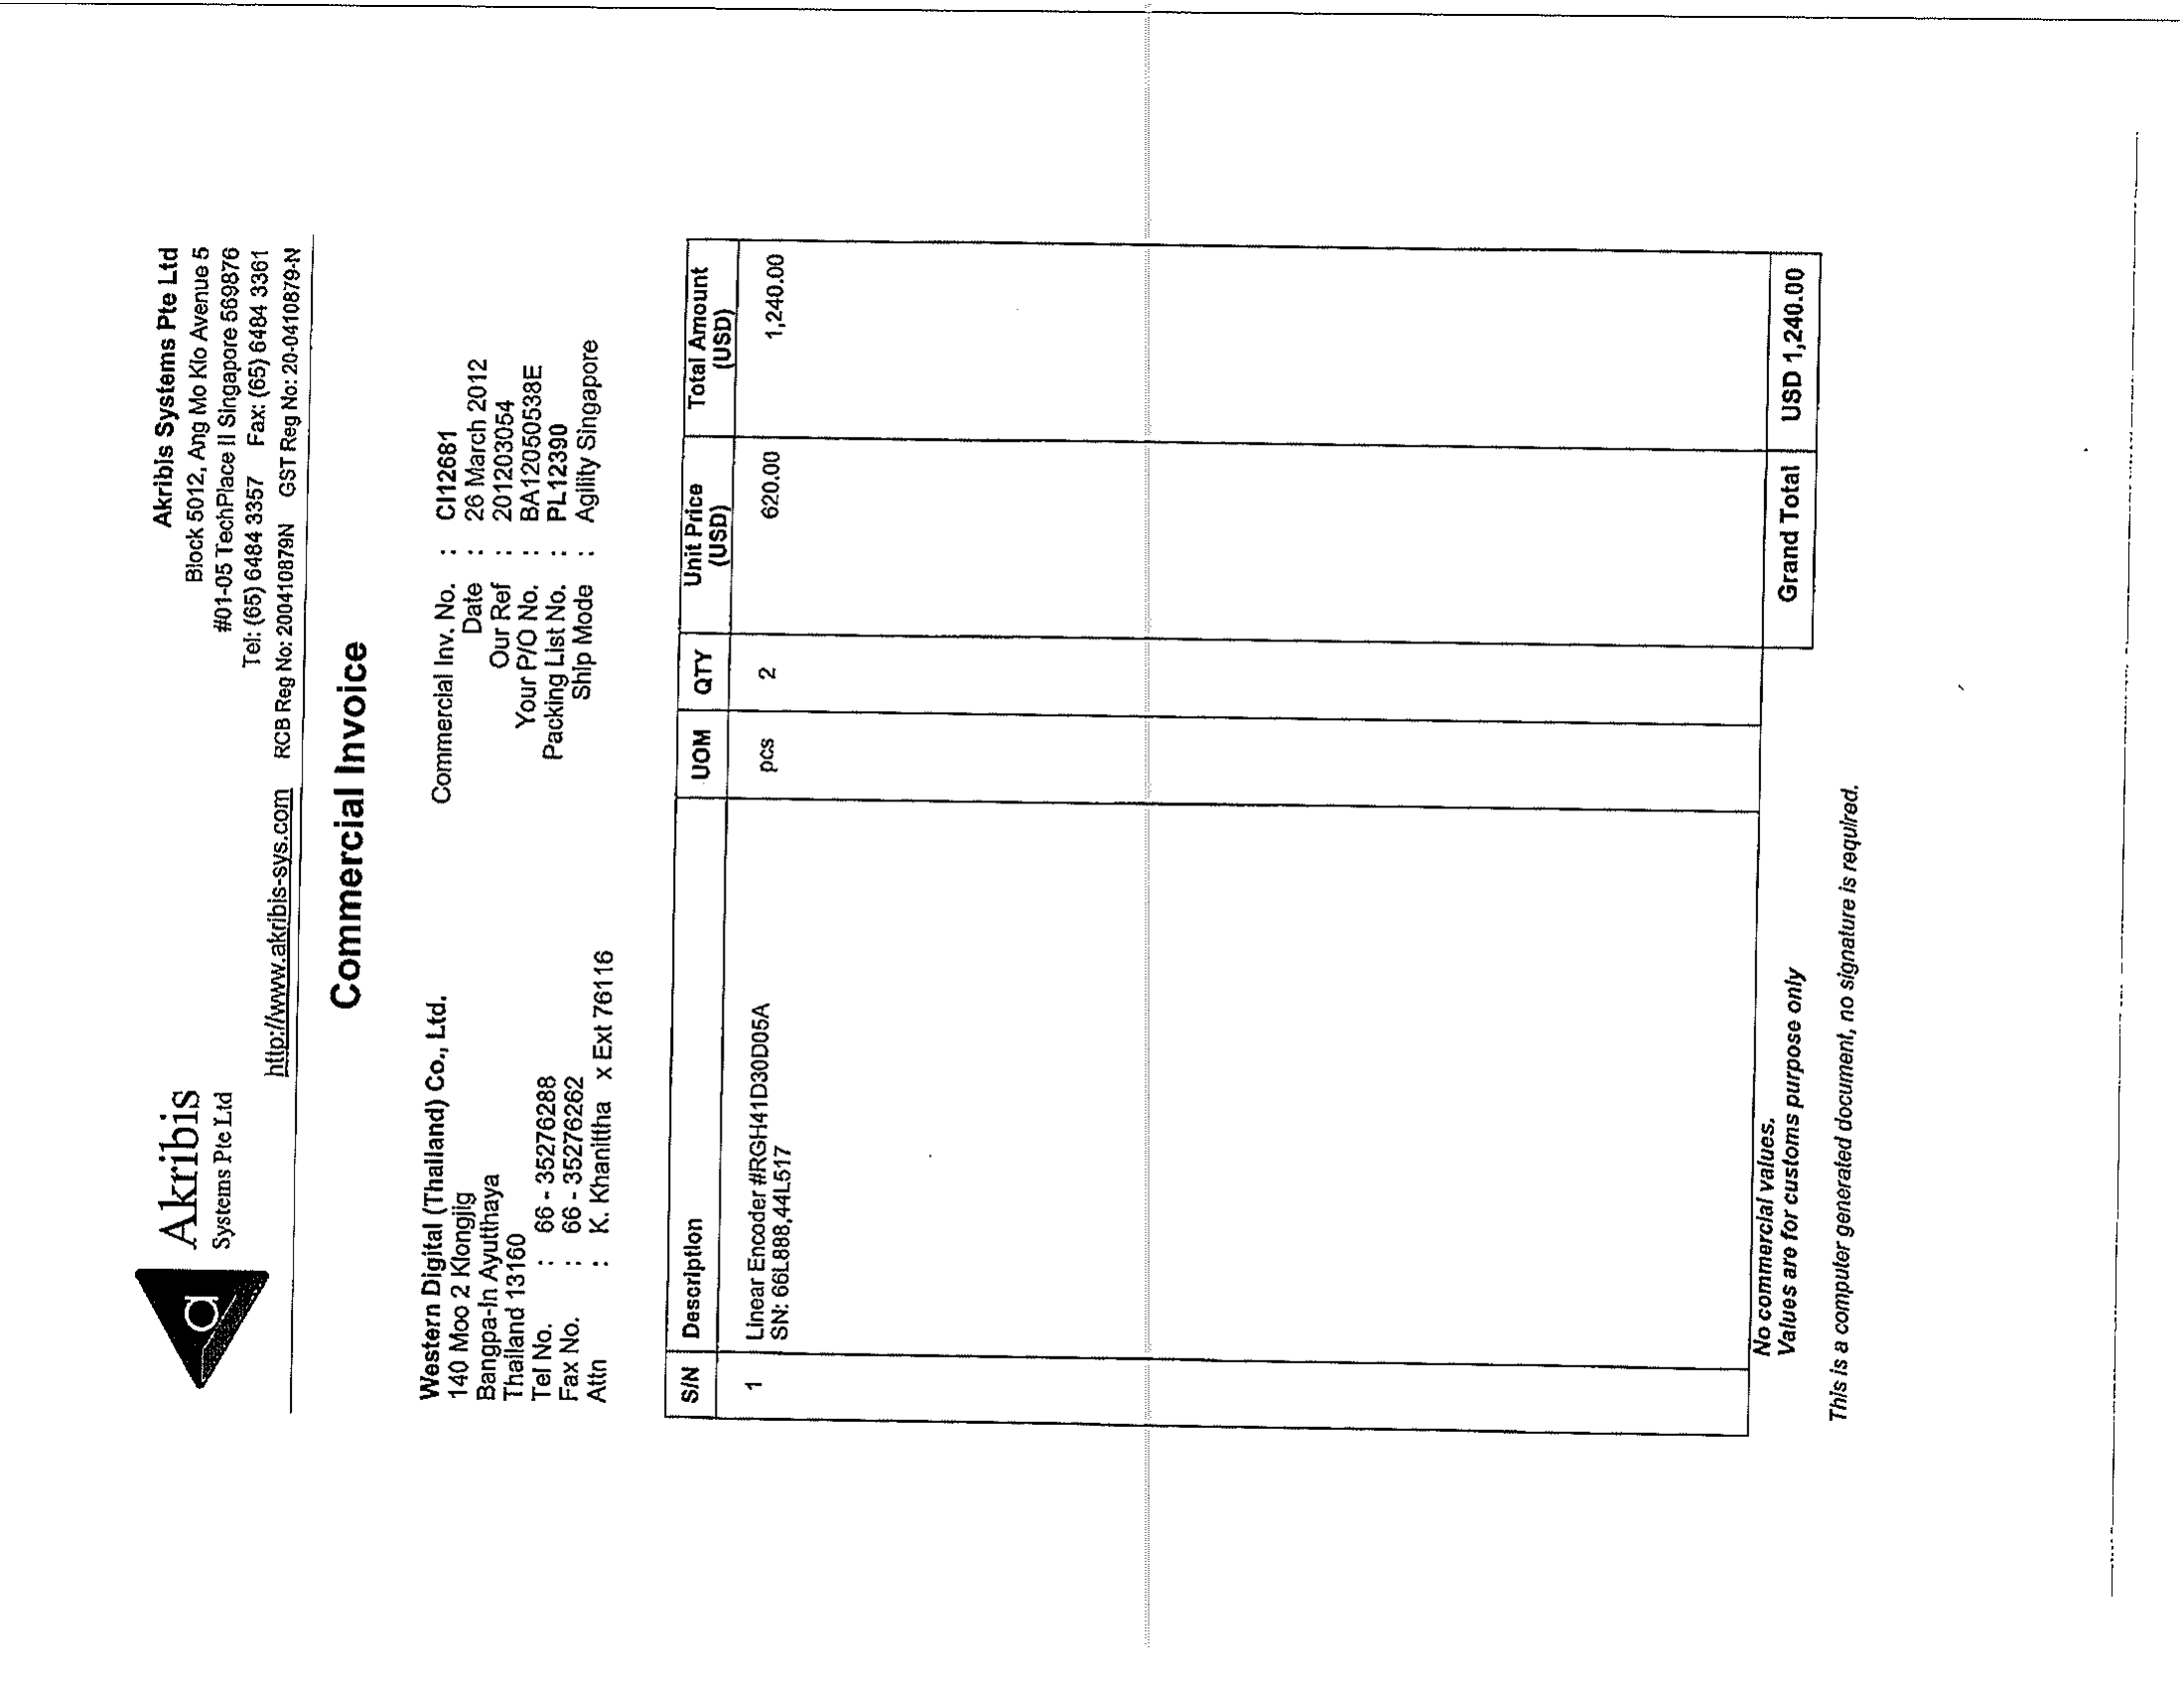 a
Akribis
Systems Pte Ltd
Akribis Systems Pte Ltd
Block 5012, Ang Mo Kio Avenue 5
#01-05 TechPlace II Singapore 569876
Tel: (65) 6484 3357 Fax: (65) 6484 3361
http://www.akribis-sys.com RCB Reg No: 200410879N GST Reg No: 20-0410879-N
Commercial Invoice
Western Digital (Thailand) Co., Ltd.
140 Moo 2 Klongjig
Bangpa-In Ayutthaya
Thailand 13160
Tel No. : 66 - 35276288
Fax No. : 66 - 35276262
Attn : K. Khanittha x Ext 76116
Commercial Inv. No. : CI12681
Date : 26 March 2012
Our Ref : 201203054
Your P/O No. : BA12050538E
Packing List No. : PL12390
Ship Mode : Agility Singapore
S/N Description UOM QTY Unit Price (USD) Total Amount (USD)
1 Linear Encoder #RGH41D30D05A pcs 2 620.00 1,240.00
SN: 66L888,44L517
Grand Total USD 1,240.00
No commercial values.
Values are for customs purpose only
This is a computer generated document, no signature is required.